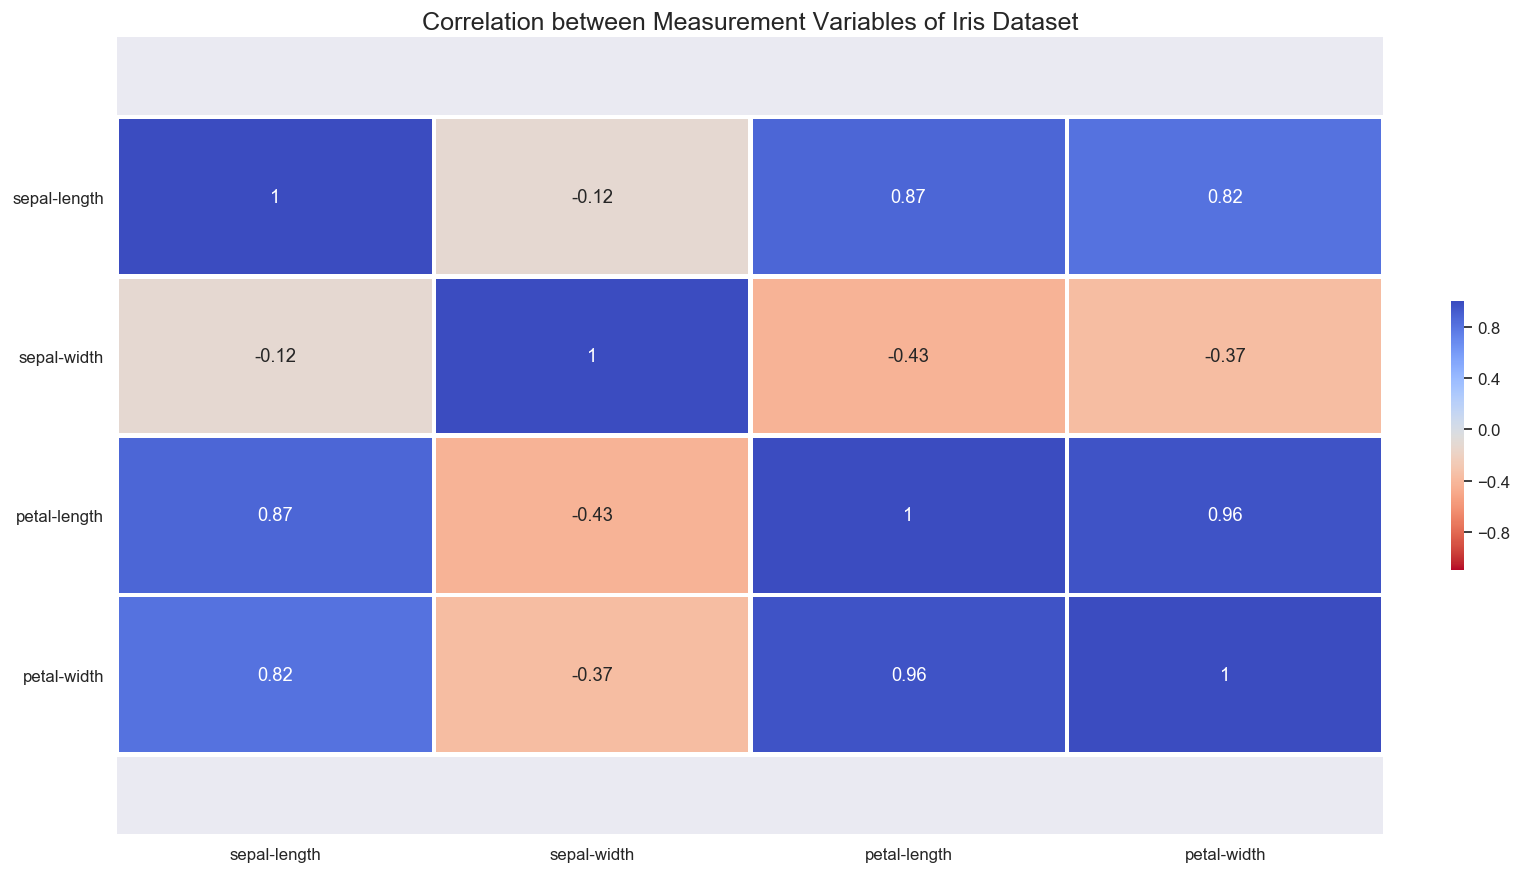 Correlation between Measurement Variables of Iris Dataset
sepal-length 1 -0.12 0.87 0.82
sepal-width -0.12 1 -0.43 -0.37
petal-length 0.87 -0.43 1 0.96
petal-width 0.82 -0.37 0.96 1
sepal-length sepal-width petal-length petal-width
0.8
0.4
0.0
−0.4
−0.8